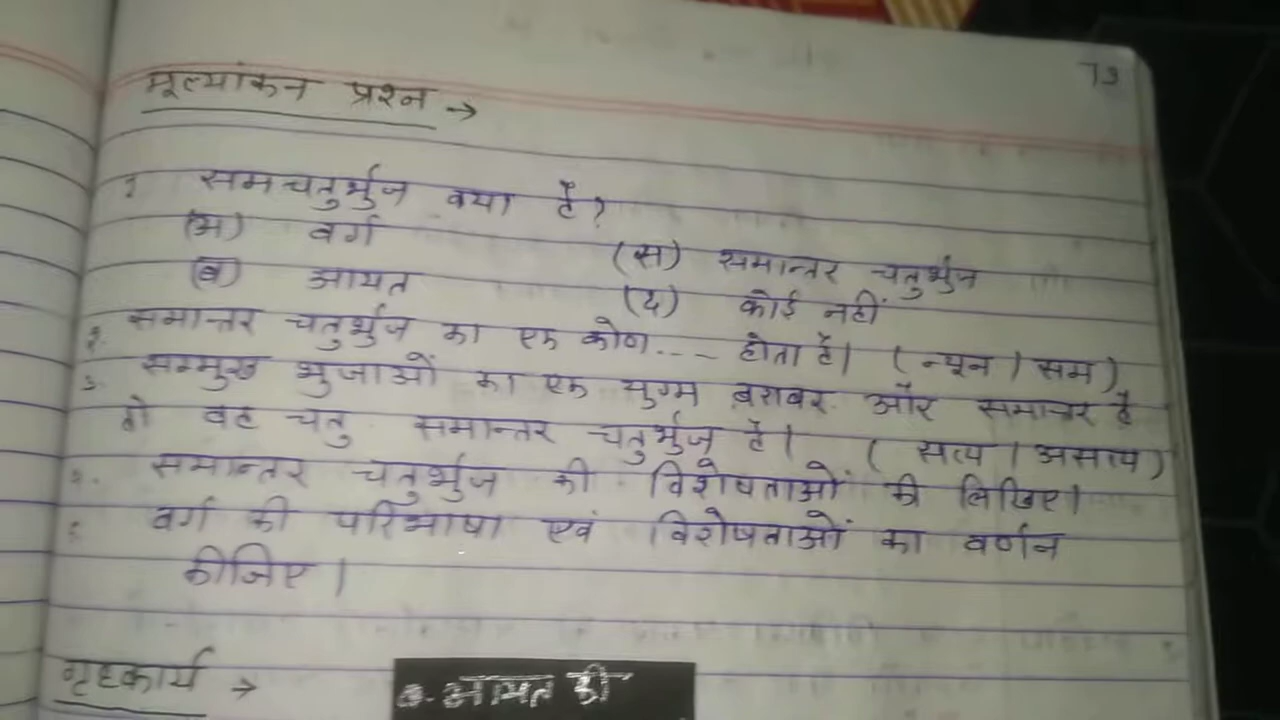 73
मूल्यांकन प्रश्न →
1 समचतुर्भुज क्या है?
(अ) वर्ग (स) समान्तर चतुर्भुज
(ब) आयत (द) कोई नहीं
2. समान्तर चतुर्भुज का एक कोण... होता है। (न्यून / सम)
3. सम्मुख भुजाओं का एक युग्म बराबर और समान्तर है
तो वह चतु समान्तर चतुर्भुज है। (सत्य / असत्य)
समान्तर चतुर्भुज की विशेषताओं की लिखिए।
वर्ग की परिभाषा एवं विशेषताओं का वर्णन
कीजिए।
गृहकार्य →
आयत की